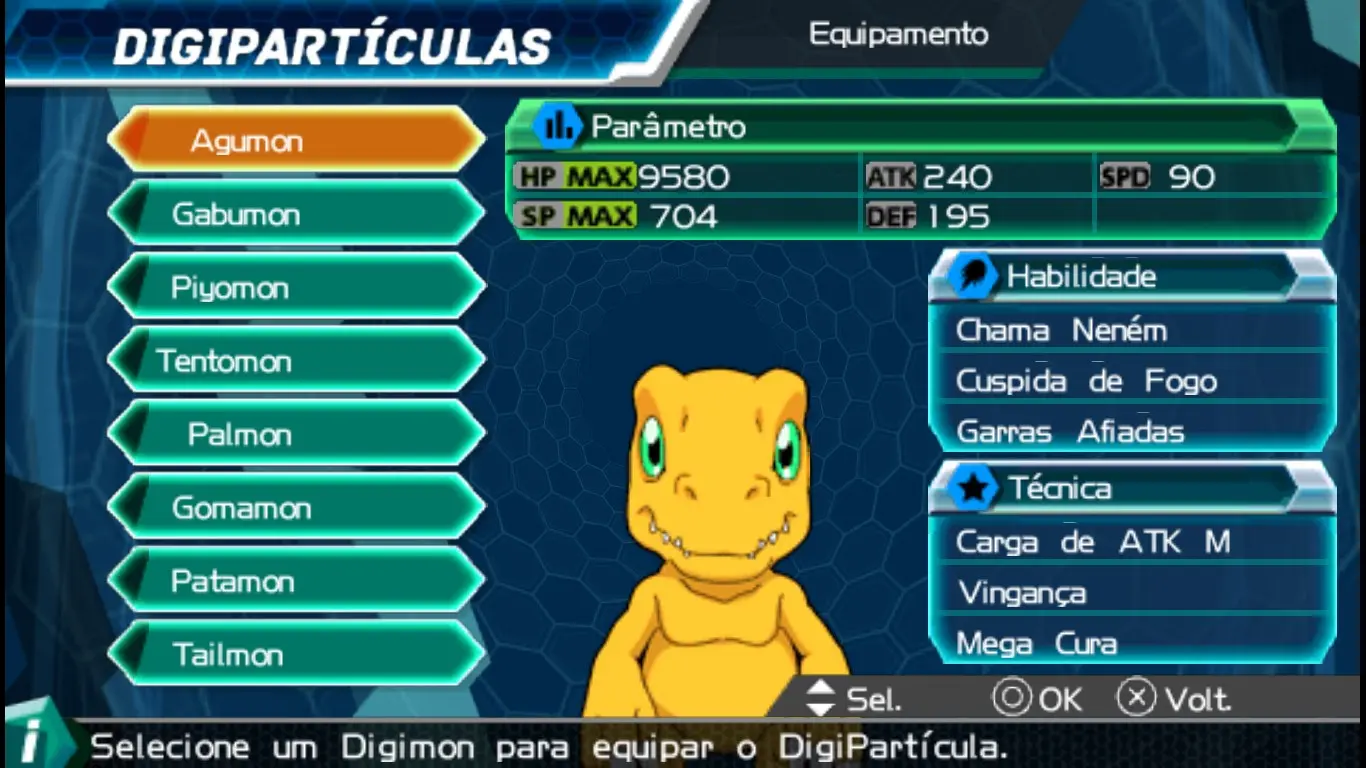 DIGIPARTÍCULAS
Equipamento
Agumon
Gabumon
Piyomon
Tentomon
Palmon
Gomamon
Patamon
Tailmon
Parâmetro
HP MAX 9580 ATK 240 SPD 90
SP MAX 704 DEF 195
Habilidade
Chama Neném
Cuspida de Fogo
Garras Afiadas
Técnica
Carga de ATK M
Vingança
Mega Cura
Sel. OK Volt.
i Selecione um Digimon para equipar o DigiPartícula.